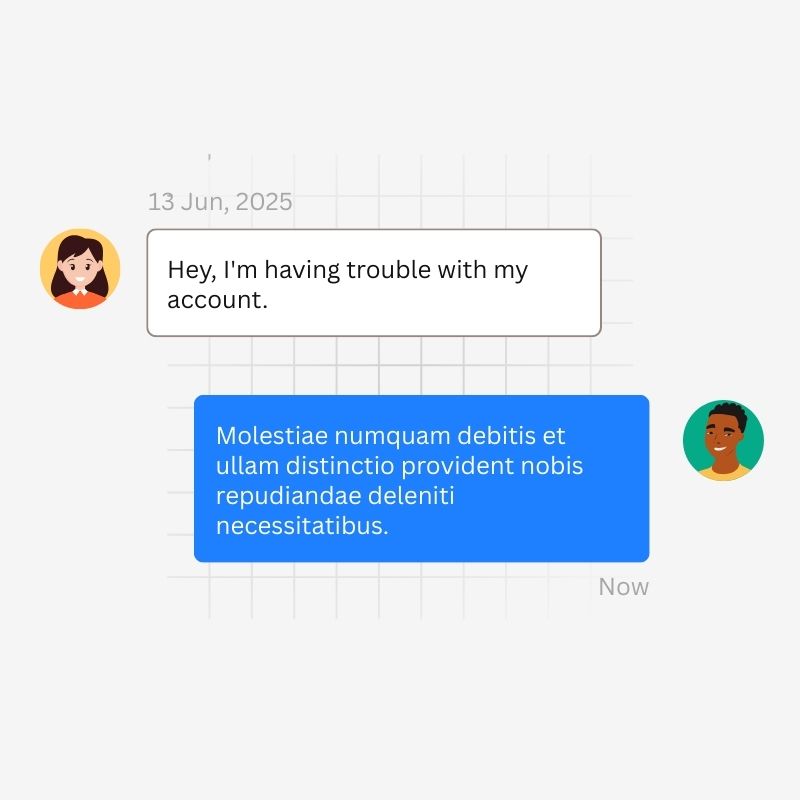 13 Jun, 2025
Hey, I'm having trouble with my
account.
Molestiae numquam debitis et
ullam distinctio provident nobis
repudiandae deleniti
necessitatibus.
Now